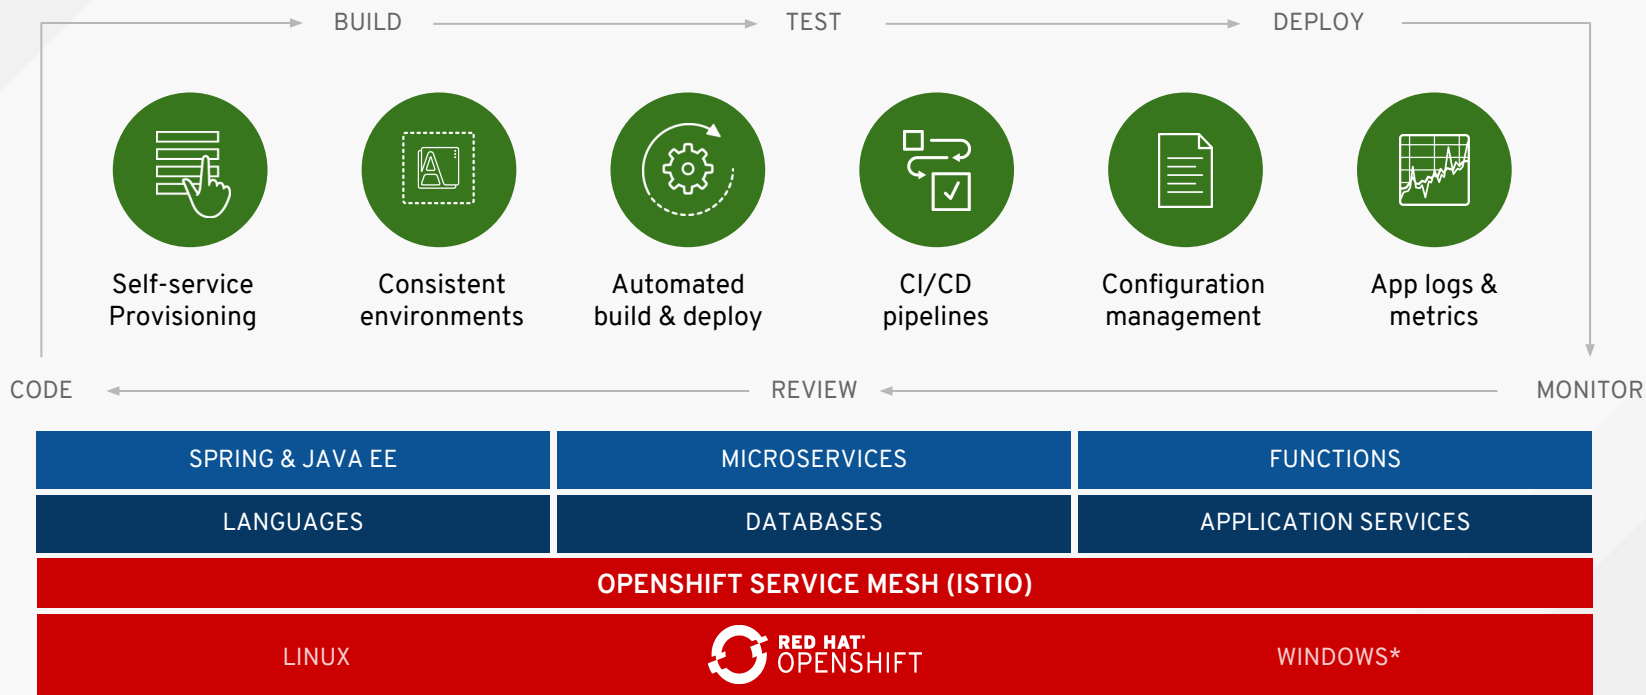 BUILD
TEST
DEPLOY
A
Self-service
Provisioning
Consistent
environments
Automated
build & deploy
CI/CD
pipelines
Configuration
management
App logs &
metrics
CODE
REVIEW
MONITOR
SPRING & JAVA EE
MICROSERVICES
FUNCTIONS
LANGUAGES
DATABASES
APPLICATION SERVICES
OPENSHIFT SERVICE MESH (ISTIO)
LINUX
RED HAT®
OPENSHIFT
WINDOWS*